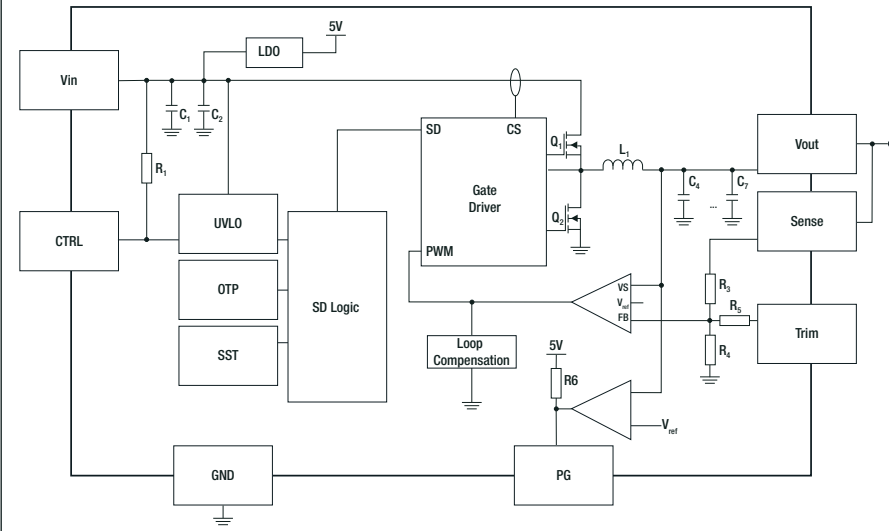 5V
LDO
Vin
C₁
C₂
SD
CS
Q₁
L₁
Vout
R₁
Gate
Driver
C₄
...
C₇
Q₂
Sense
UVLO
CTRL
PWM
OTP
SD Logic
VS
Vref
FB
R₃
R₅
Trim
R₄
SST
Loop
Compensation
5V
R6
Vref
GND
PG